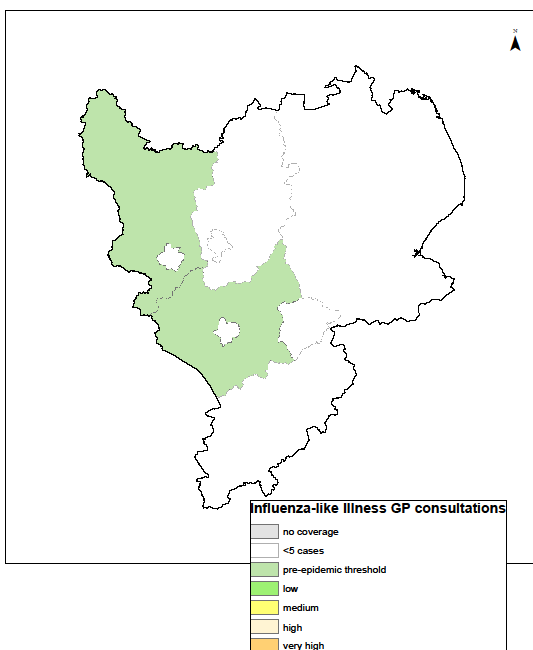 N
Influenza-like Illness GP consultations
no coverage
<5 cases
pre-epidemic threshold
low
medium
high
very high